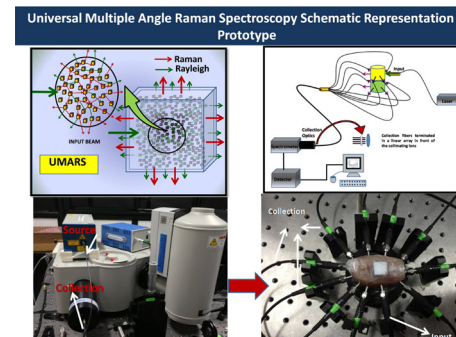 Universal Multiple Angle Raman Spectroscopy Schematic Representation
Prototype
Raman
Rayleigh
INPUT BEAM
UMARS
Input
Laser
Collection
Optics
Spectrometer
Collection fibers terminated
in a linear array in front of
the collimating lens
Detector
Source
Collection
Collection
Input